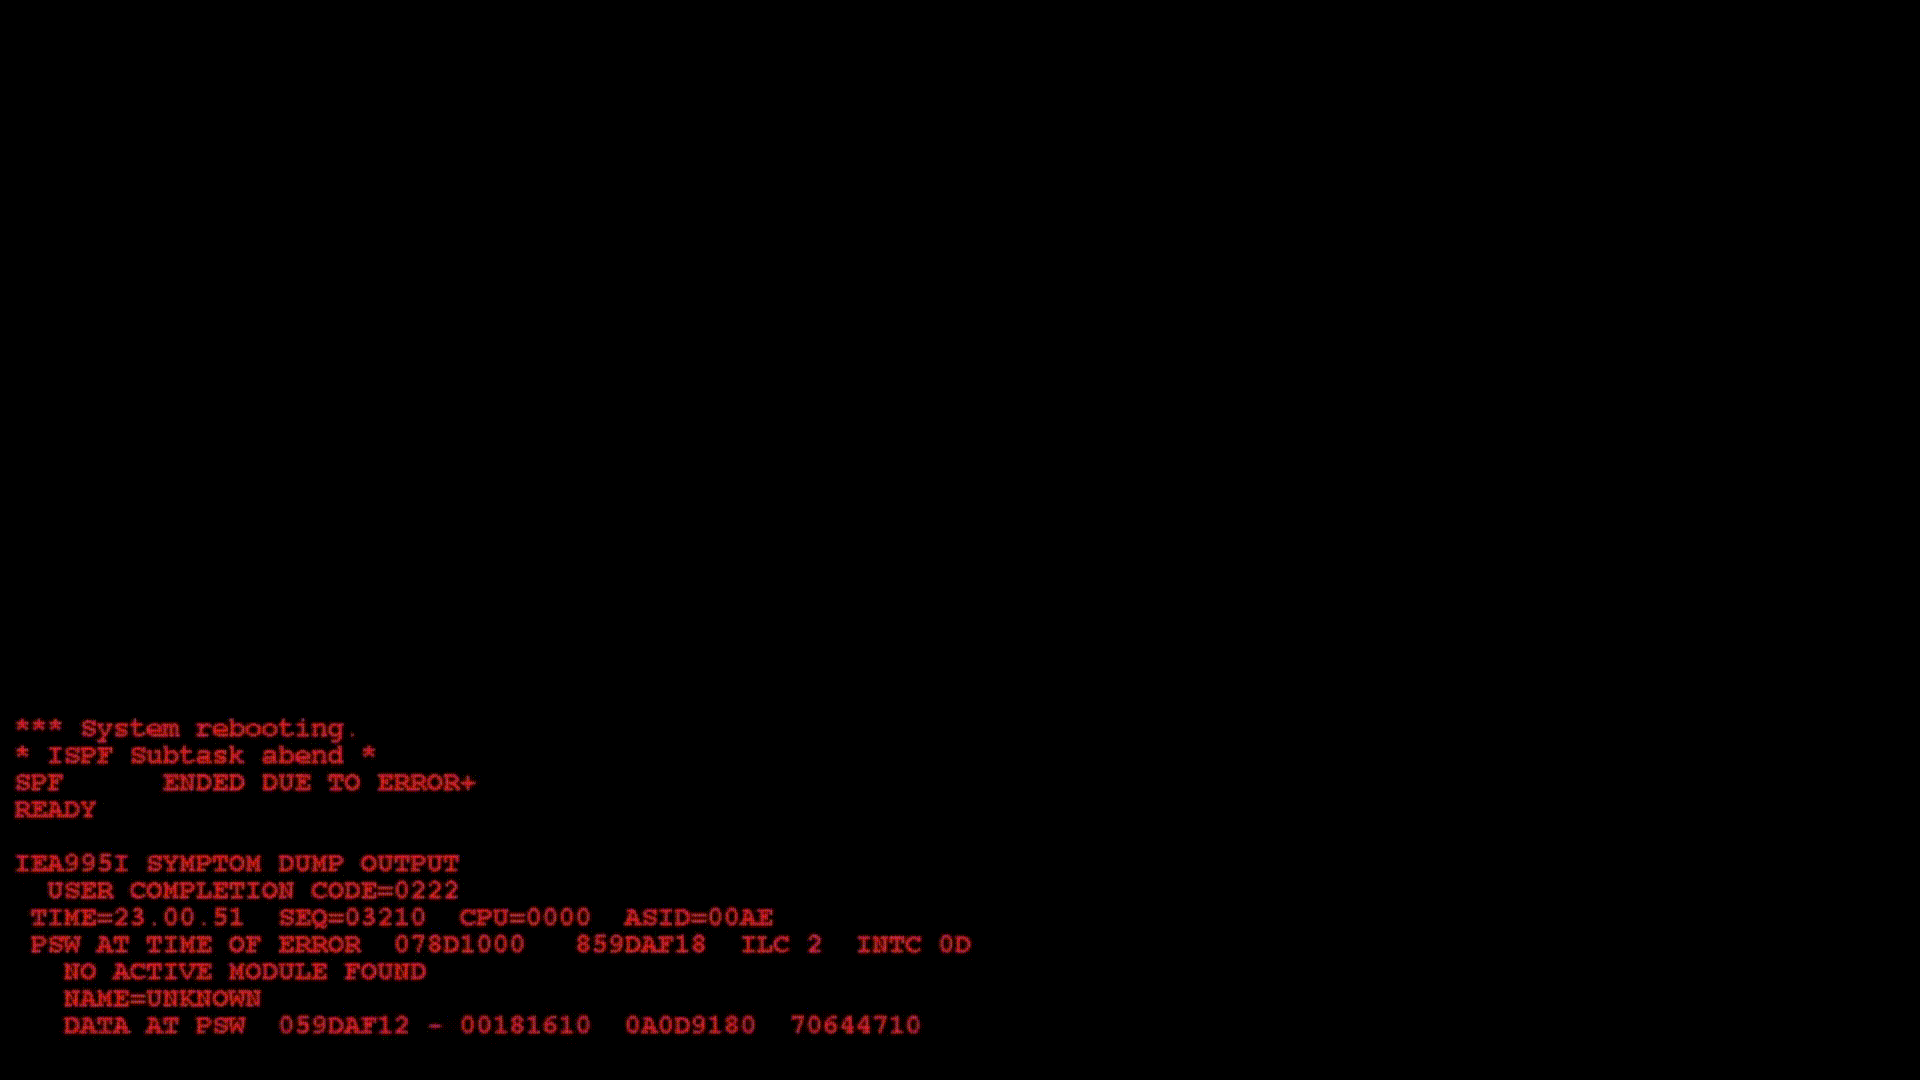 *** System rebooting.
* ISPF Subtask abend *
SPF      ENDED DUE TO ERROR+
READY
IEA995I SYMPTOM DUMP OUTPUT
  USER COMPLETION CODE=0222
 TIME=23.00.51  SEQ=03210  CPU=0000  ASID=00AE
 PSW AT TIME OF ERROR  078D1000   859DAF18  ILC 2  INTC 0D
   NO ACTIVE MODULE FOUND
   NAME=UNKNOWN
   DATA AT PSW  059DAF12 - 00181610  0A0D9180  70644710